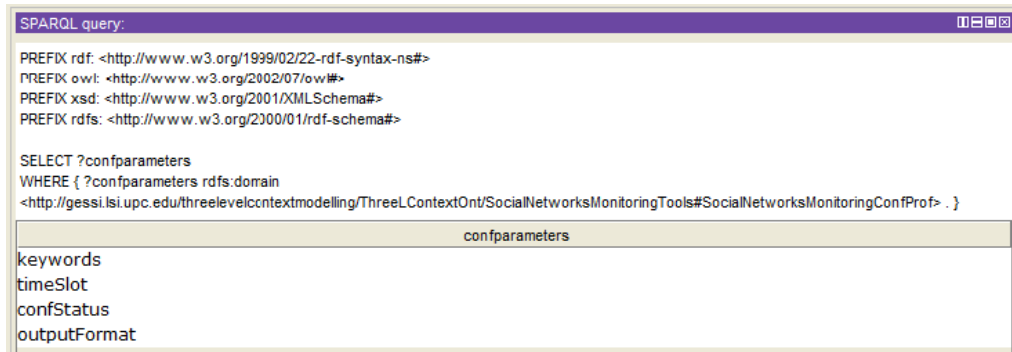 SPARQL query:
PREFIX rdf: <http://www.w3.org/1999/02/22-rdf-syntax-ns#>
PREFIX owl: <http://www.w3.org/2002/07/owl#>
PREFIX xsd: <http://www.w3.org/2001/XMLSchema#>
PREFIX rdfs: <http://www.w3.org/2000/01/rdf-schema#>
SELECT ?confparameters
WHERE { ?confparameters rdfs:domain
<http://gessi.lsi.upc.edu/threelevelcontextmodelling/ThreeLContextOnt/SocialNetworksMonitoringTools#SocialNetworksMonitoringConfProf> . }
confparameters
keywords
timeSlot
confStatus
outputFormat